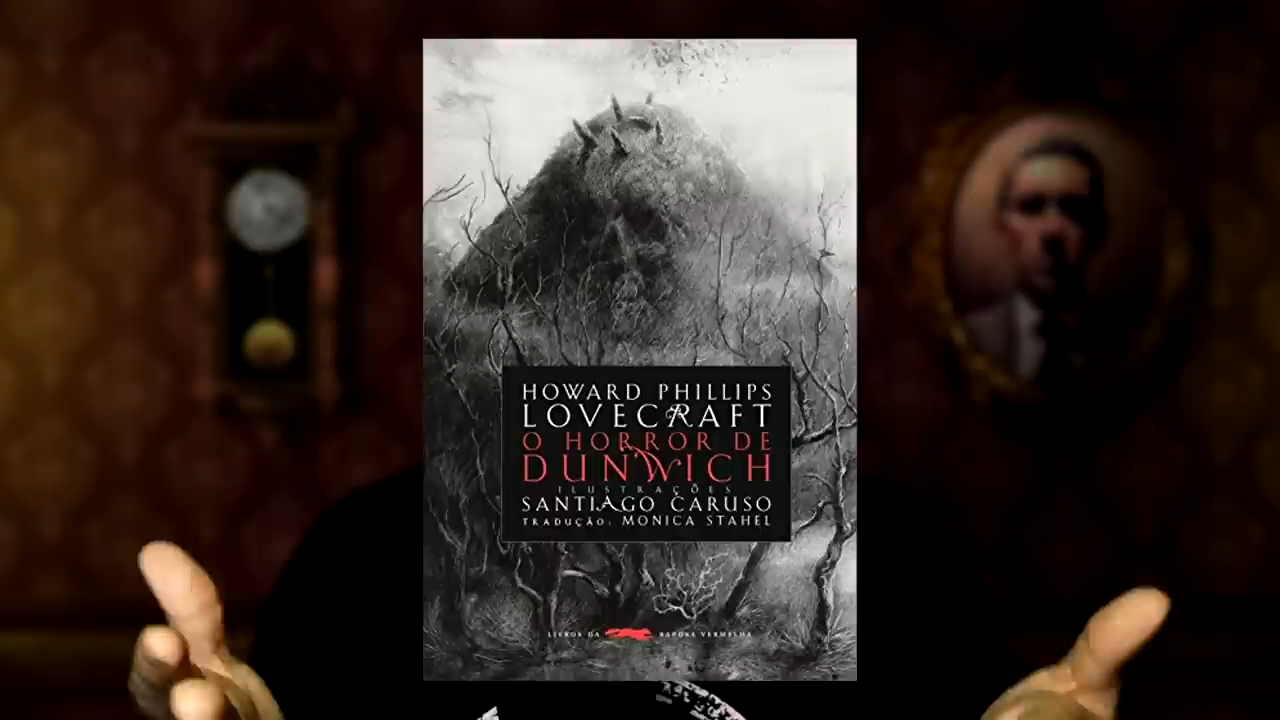 HOWARD PHILLIPS
LOVECRAFT
O HORROR DE
DUNWICH
ILUSTRAÇÕES
SANTIAGO CARUSO
TRADUÇÃO: MONICA STAHEL
LIVROS DA RAPOSA VERMELHA